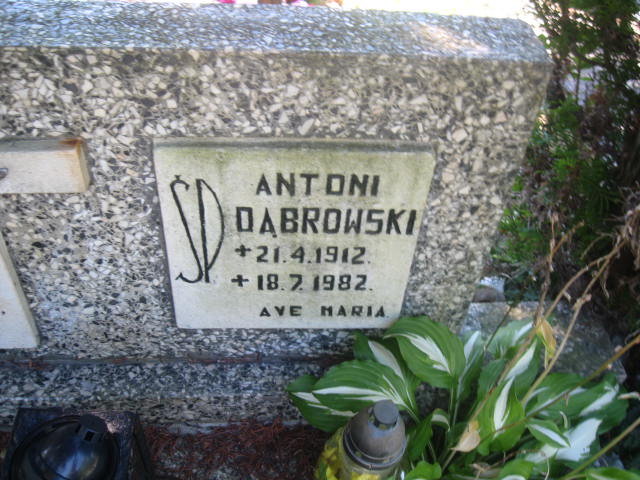 ŚP
ANTONI
DĄBROWSKI
+21.4.1912.
+18.7.1982.
AVE MARIA